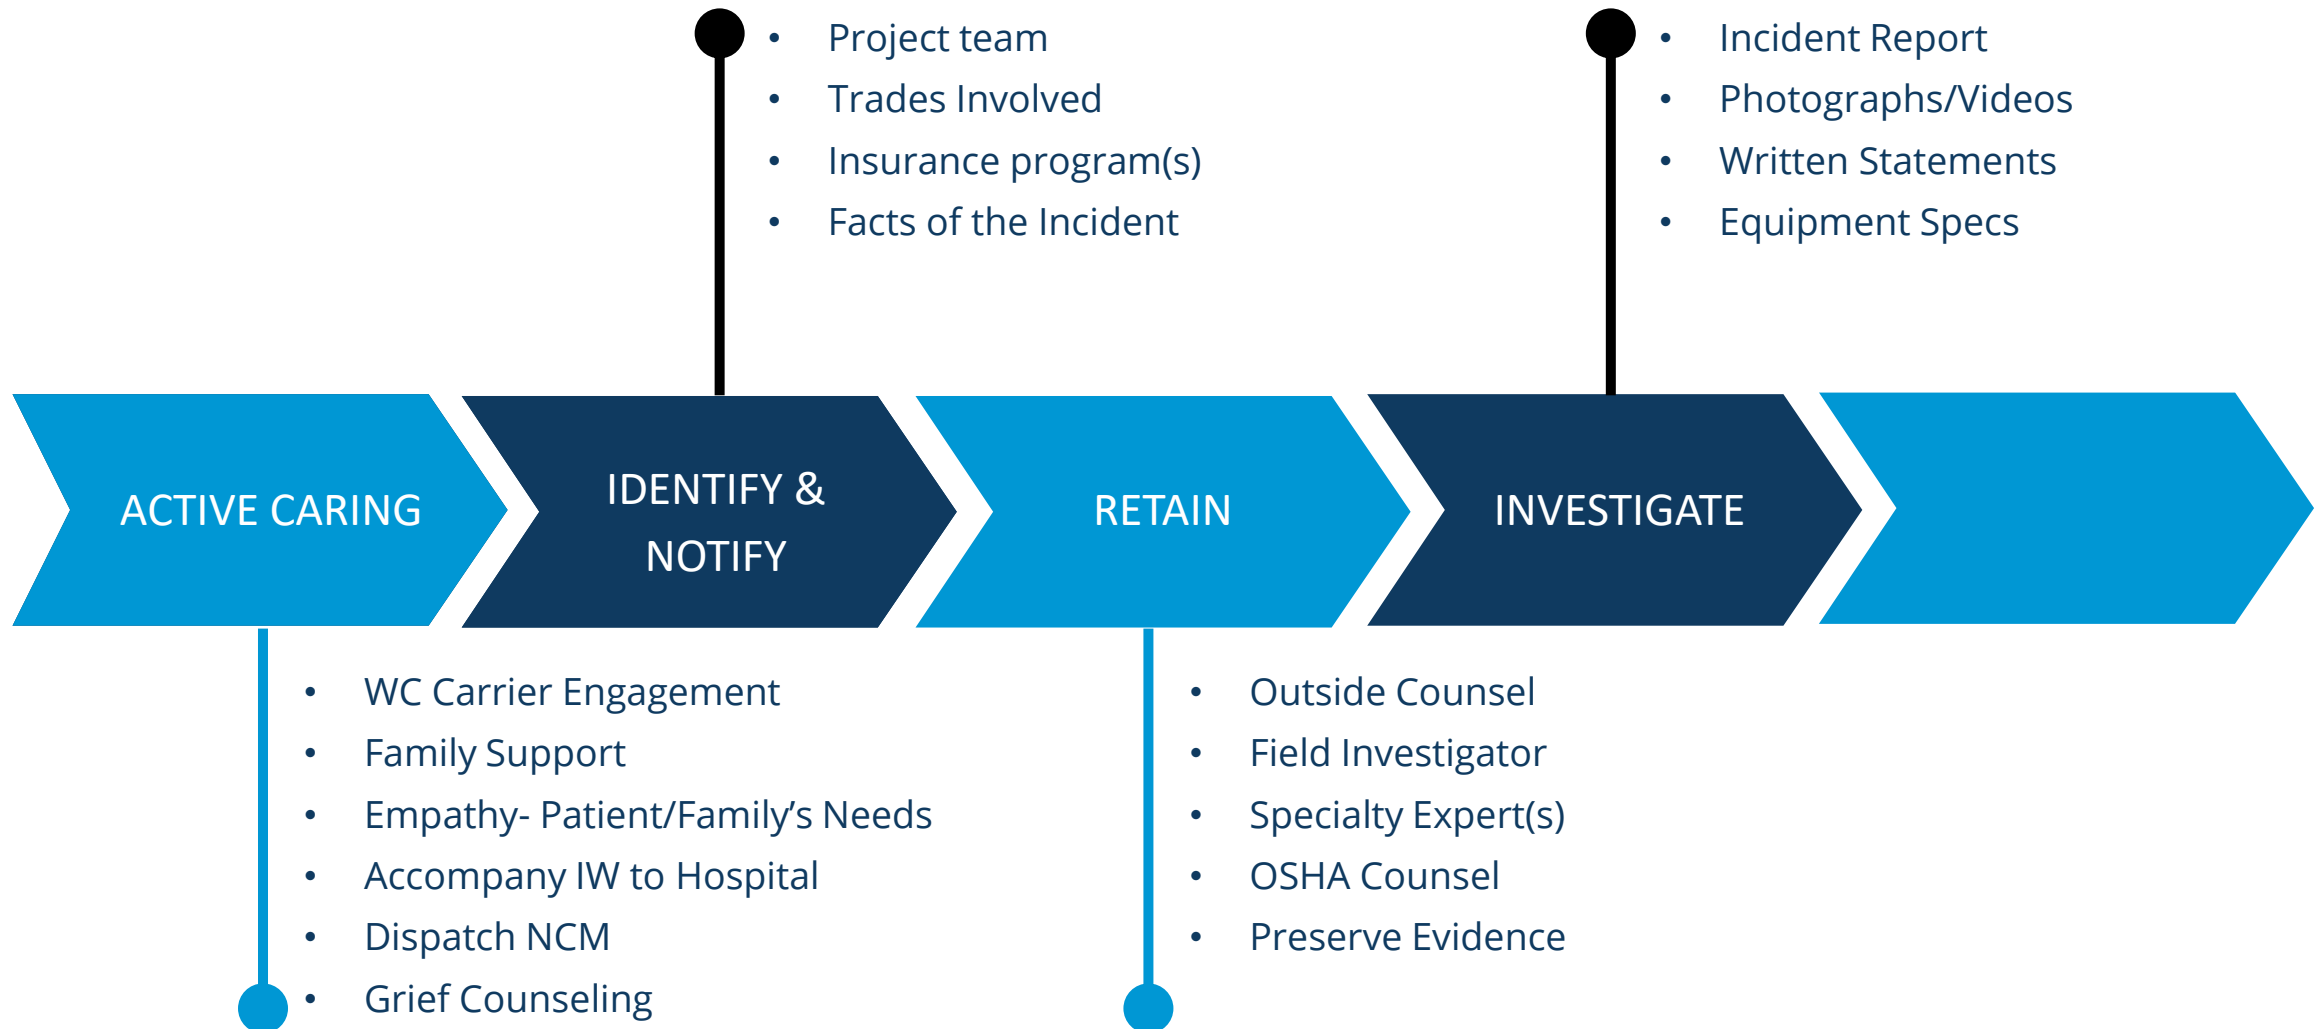 • Project team
• Trades Involved
• Insurance program(s)
• Facts of the Incident
• Incident Report
• Photographs/Videos
• Written Statements
• Equipment Specs
ACTIVE CARING
IDENTIFY &
NOTIFY
RETAIN
INVESTIGATE
• WC Carrier Engagement
• Family Support
• Empathy- Patient/Family’s Needs
• Accompany IW to Hospital
• Dispatch NCM
• Grief Counseling
• Outside Counsel
• Field Investigator
• Specialty Expert(s)
• OSHA Counsel
• Preserve Evidence